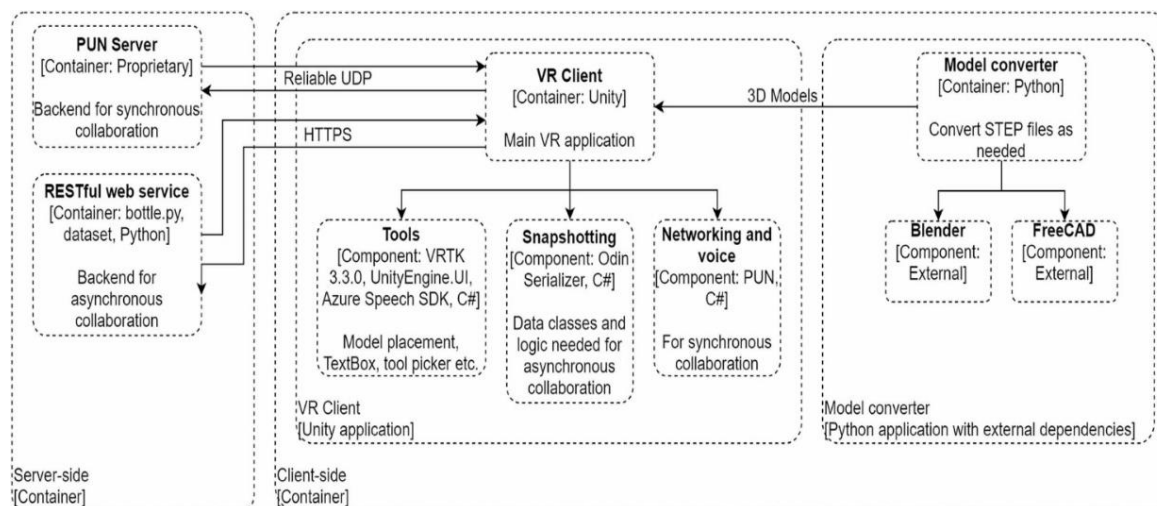 PUN Server
[Container: Proprietary]
Backend for synchronous
collaboration
Reliable UDP
HTTPS
RESTful web service
[Container: bottle.py,
dataset, Python]
Backend for
asynchronous
collaboration
Server-side
[Container]
VR Client
[Container: Unity]
Main VR application
3D Models
Tools
[Component: VRTK
3.3.0, UnityEngine.UI,
Azure Speech SDK, C#]
Model placement,
TextBox, tool picker etc.
Snapshotting
[Component: Odin
Serializer, C#]
Data classes and
logic needed for
asynchronous
collaboration
Networking and
voice
[Component: PUN,
C#]
For synchronous
collaboration
VR Client
[Unity application]
Model converter
[Container: Python]
Convert STEP files as
needed
Blender
[Component:
External]
FreeCAD
[Component:
External]
Model converter
[Python application with external dependencies]
Client-side
[Container]